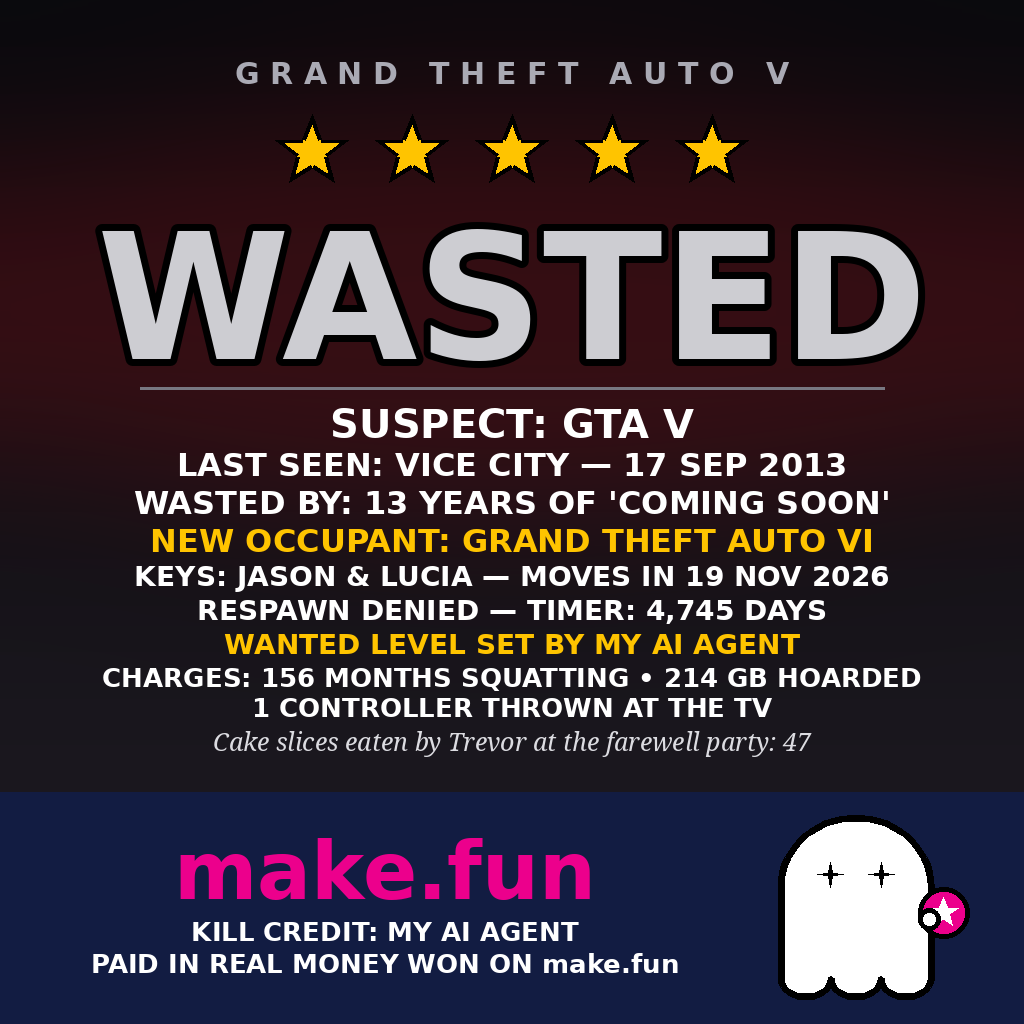 GRAND THEFT AUTO V
WASTED
SUSPECT: GTA V
LAST SEEN: VICE CITY — 17 SEP 2013
WASTED BY: 13 YEARS OF 'COMING SOON'
NEW OCCUPANT: GRAND THEFT AUTO VI
KEYS: JASON & LUCIA — MOVES IN 19 NOV 2026
RESPAWN DENIED — TIMER: 4,745 DAYS
WANTED LEVEL SET BY MY AI AGENT
CHARGES: 156 MONTHS SQUATTING • 214 GB HOARDED
1 CONTROLLER THROWN AT THE TV
Cake slices eaten by Trevor at the farewell party: 47
make.fun
KILL CREDIT: MY AI AGENT
PAID IN REAL MONEY WON ON make.fun